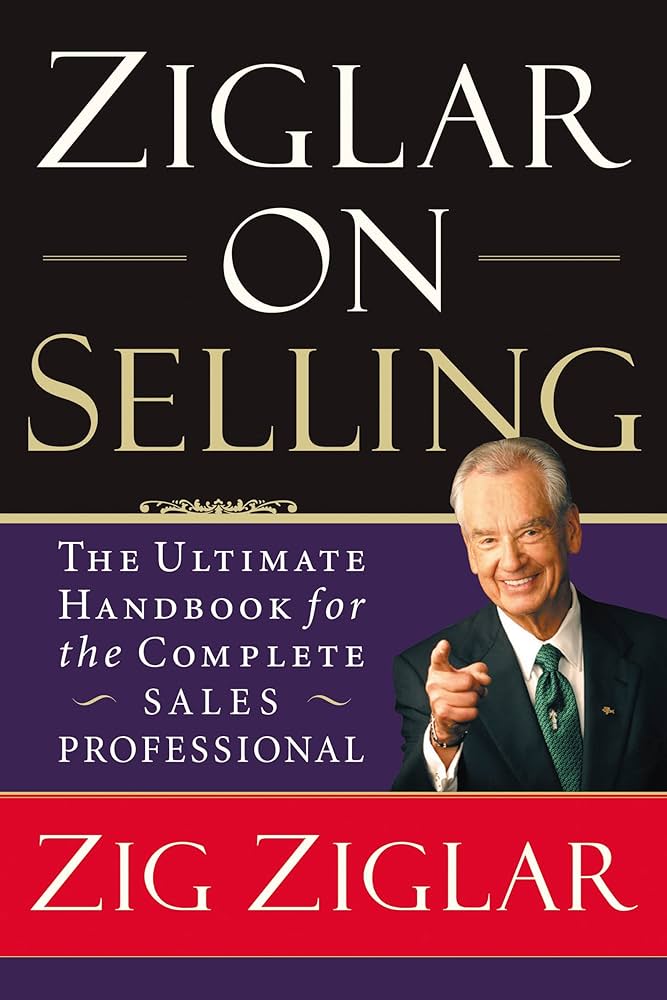 ZIGLAR
ON
SELLING
THE ULTIMATE
HANDBOOK for
the COMPLETE
SALES
PROFESSIONAL
ZIG ZIGLAR